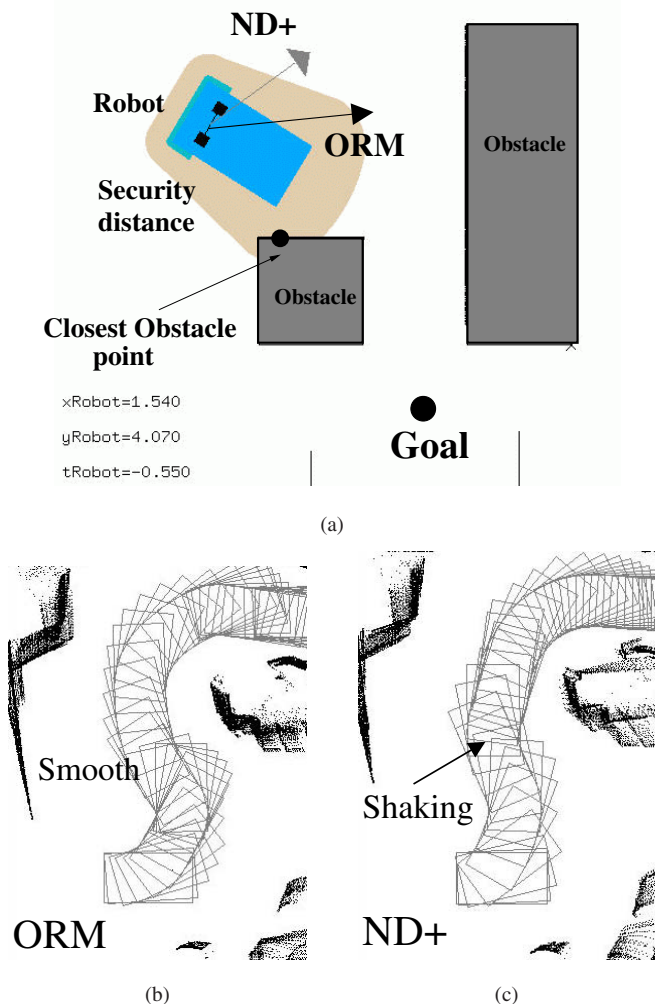 ND+
Robot
ORM
Obstacle
Security
distance
Obstacle
Closest Obstacle
point
xRobot=1.540
yRobot=4.070
tRobot=-0.550
Goal
(a)
Smooth
ORM
(b)
Shaking
ND+
(c)